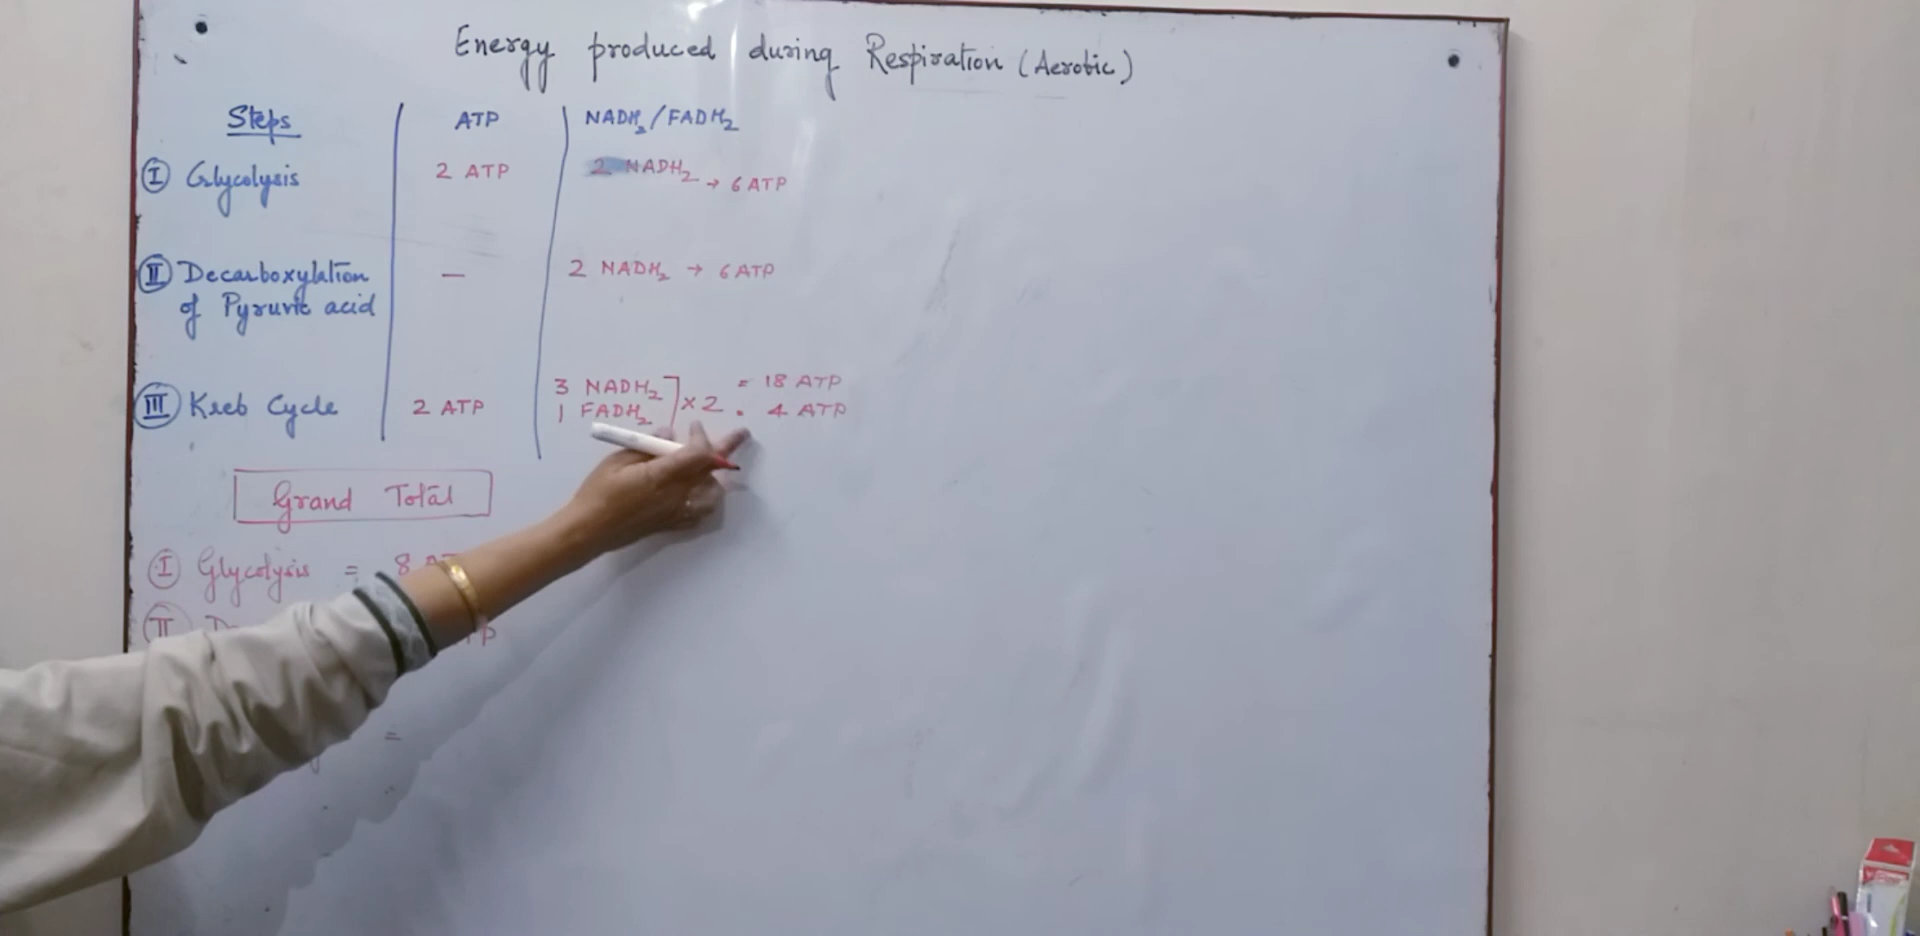 Energy produced during Respiration (Aerobic)
Steps ATP NADH2/FADH2
I Glycolysis 2 ATP 2 NADH2 → 6 ATP
II Decarboxylation — 2 NADH2 → 6 ATP
of Pyruvic acid
III Kreb Cycle 2 ATP 3 NADH2 ] × 2 = 18 ATP
1 FADH2 = 4 ATP
Grand Total
I Glycolysis = 8
II
=